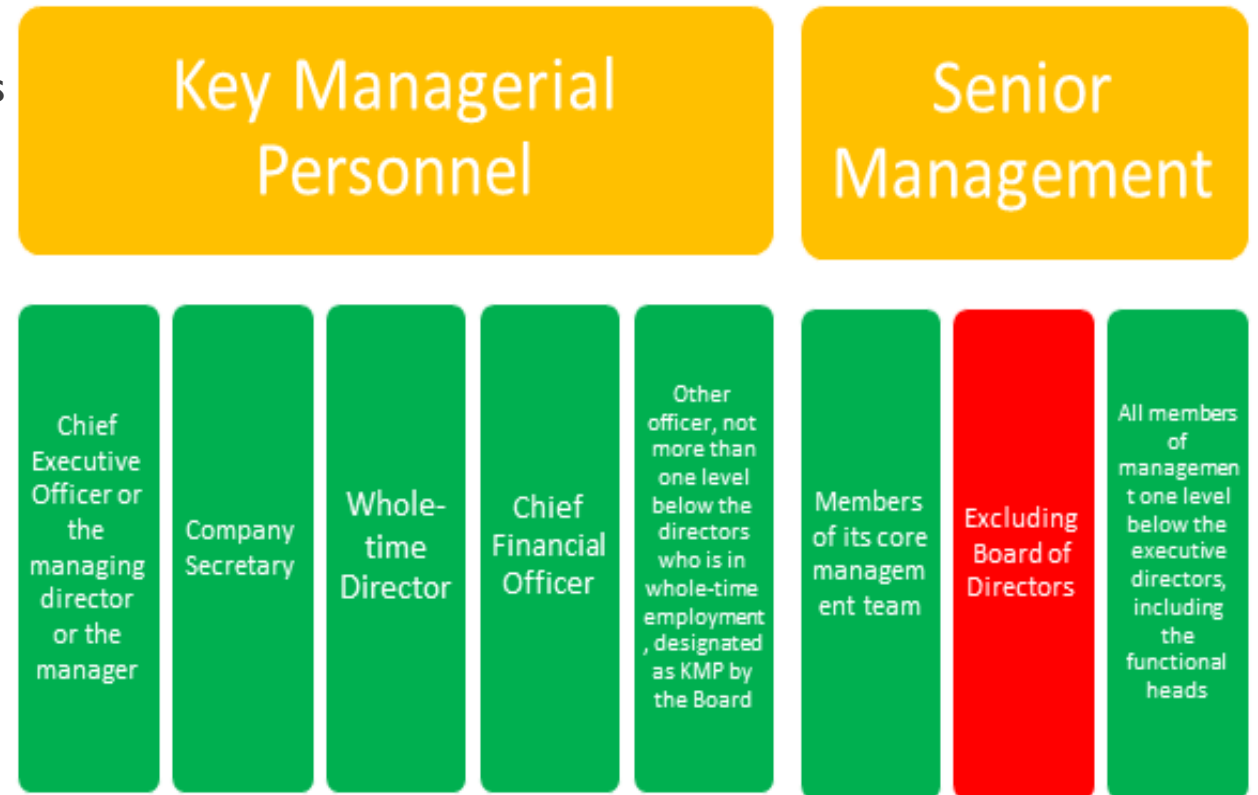 s
Key Managerial
Personnel
Senior
Management
Chief
Executive
Officer or
the
managing
director
or the
manager
Company
Secretary
Whole-
time
Director
Chief
Financial
Officer
Other
officer, not
more than
one level
below the
directors
who is in
whole-time
employment
, designated
as KMP by
the Board
Members
of its core
managem
ent team
Excluding
Board of
Directors
All members
of
managemen
t one level
below the
executive
directors,
including
the
functional
heads